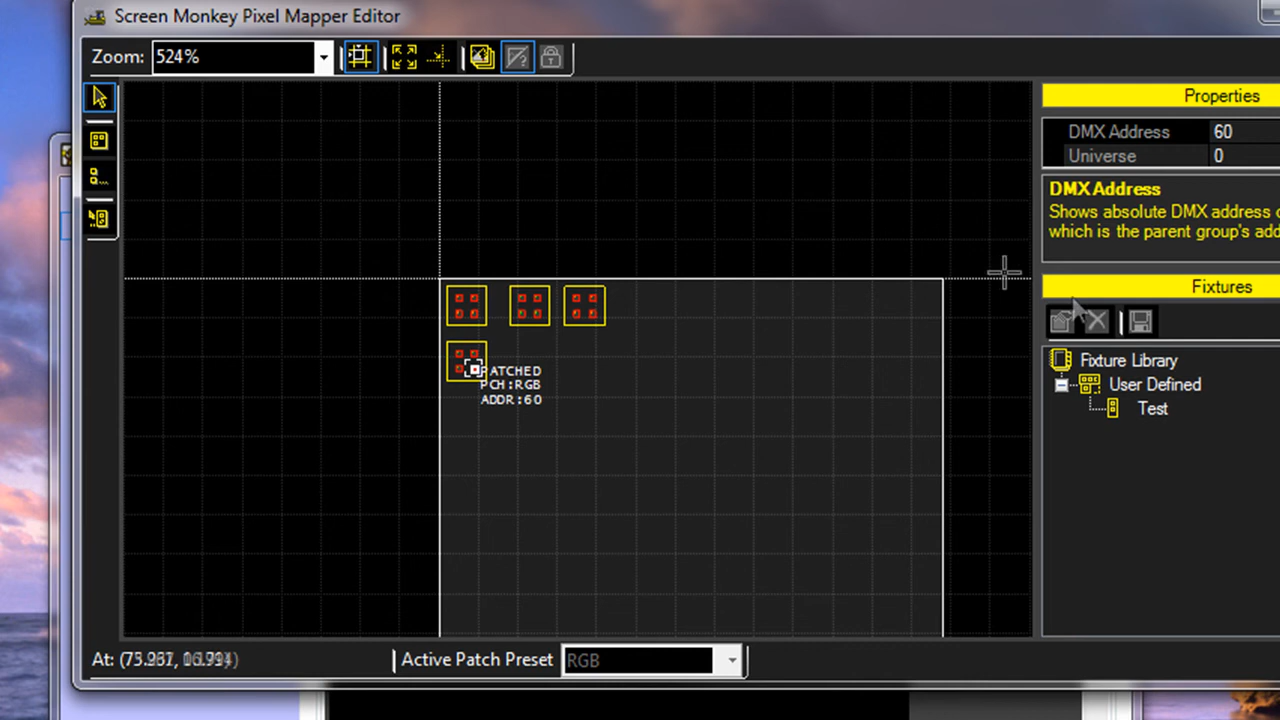 Screen Monkey Pixel Mapper Editor
Zoom: 524%
Properties
DMX Address 60
Universe 0
DMX Address
Shows absolute DMX address
which is the parent group's
Fixtures
Fixture Library
User Defined
Test
PATCHED
PCH:RGB
ADDR:60
At:
Active Patch Preset RGB